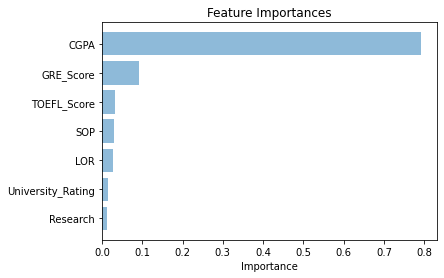 Feature Importances
CGPA
GRE_Score
TOEFL_Score
SOP
LOR
University_Rating
Research
0.0 0.1 0.2 0.3 0.4 0.5 0.6 0.7 0.8
Importance